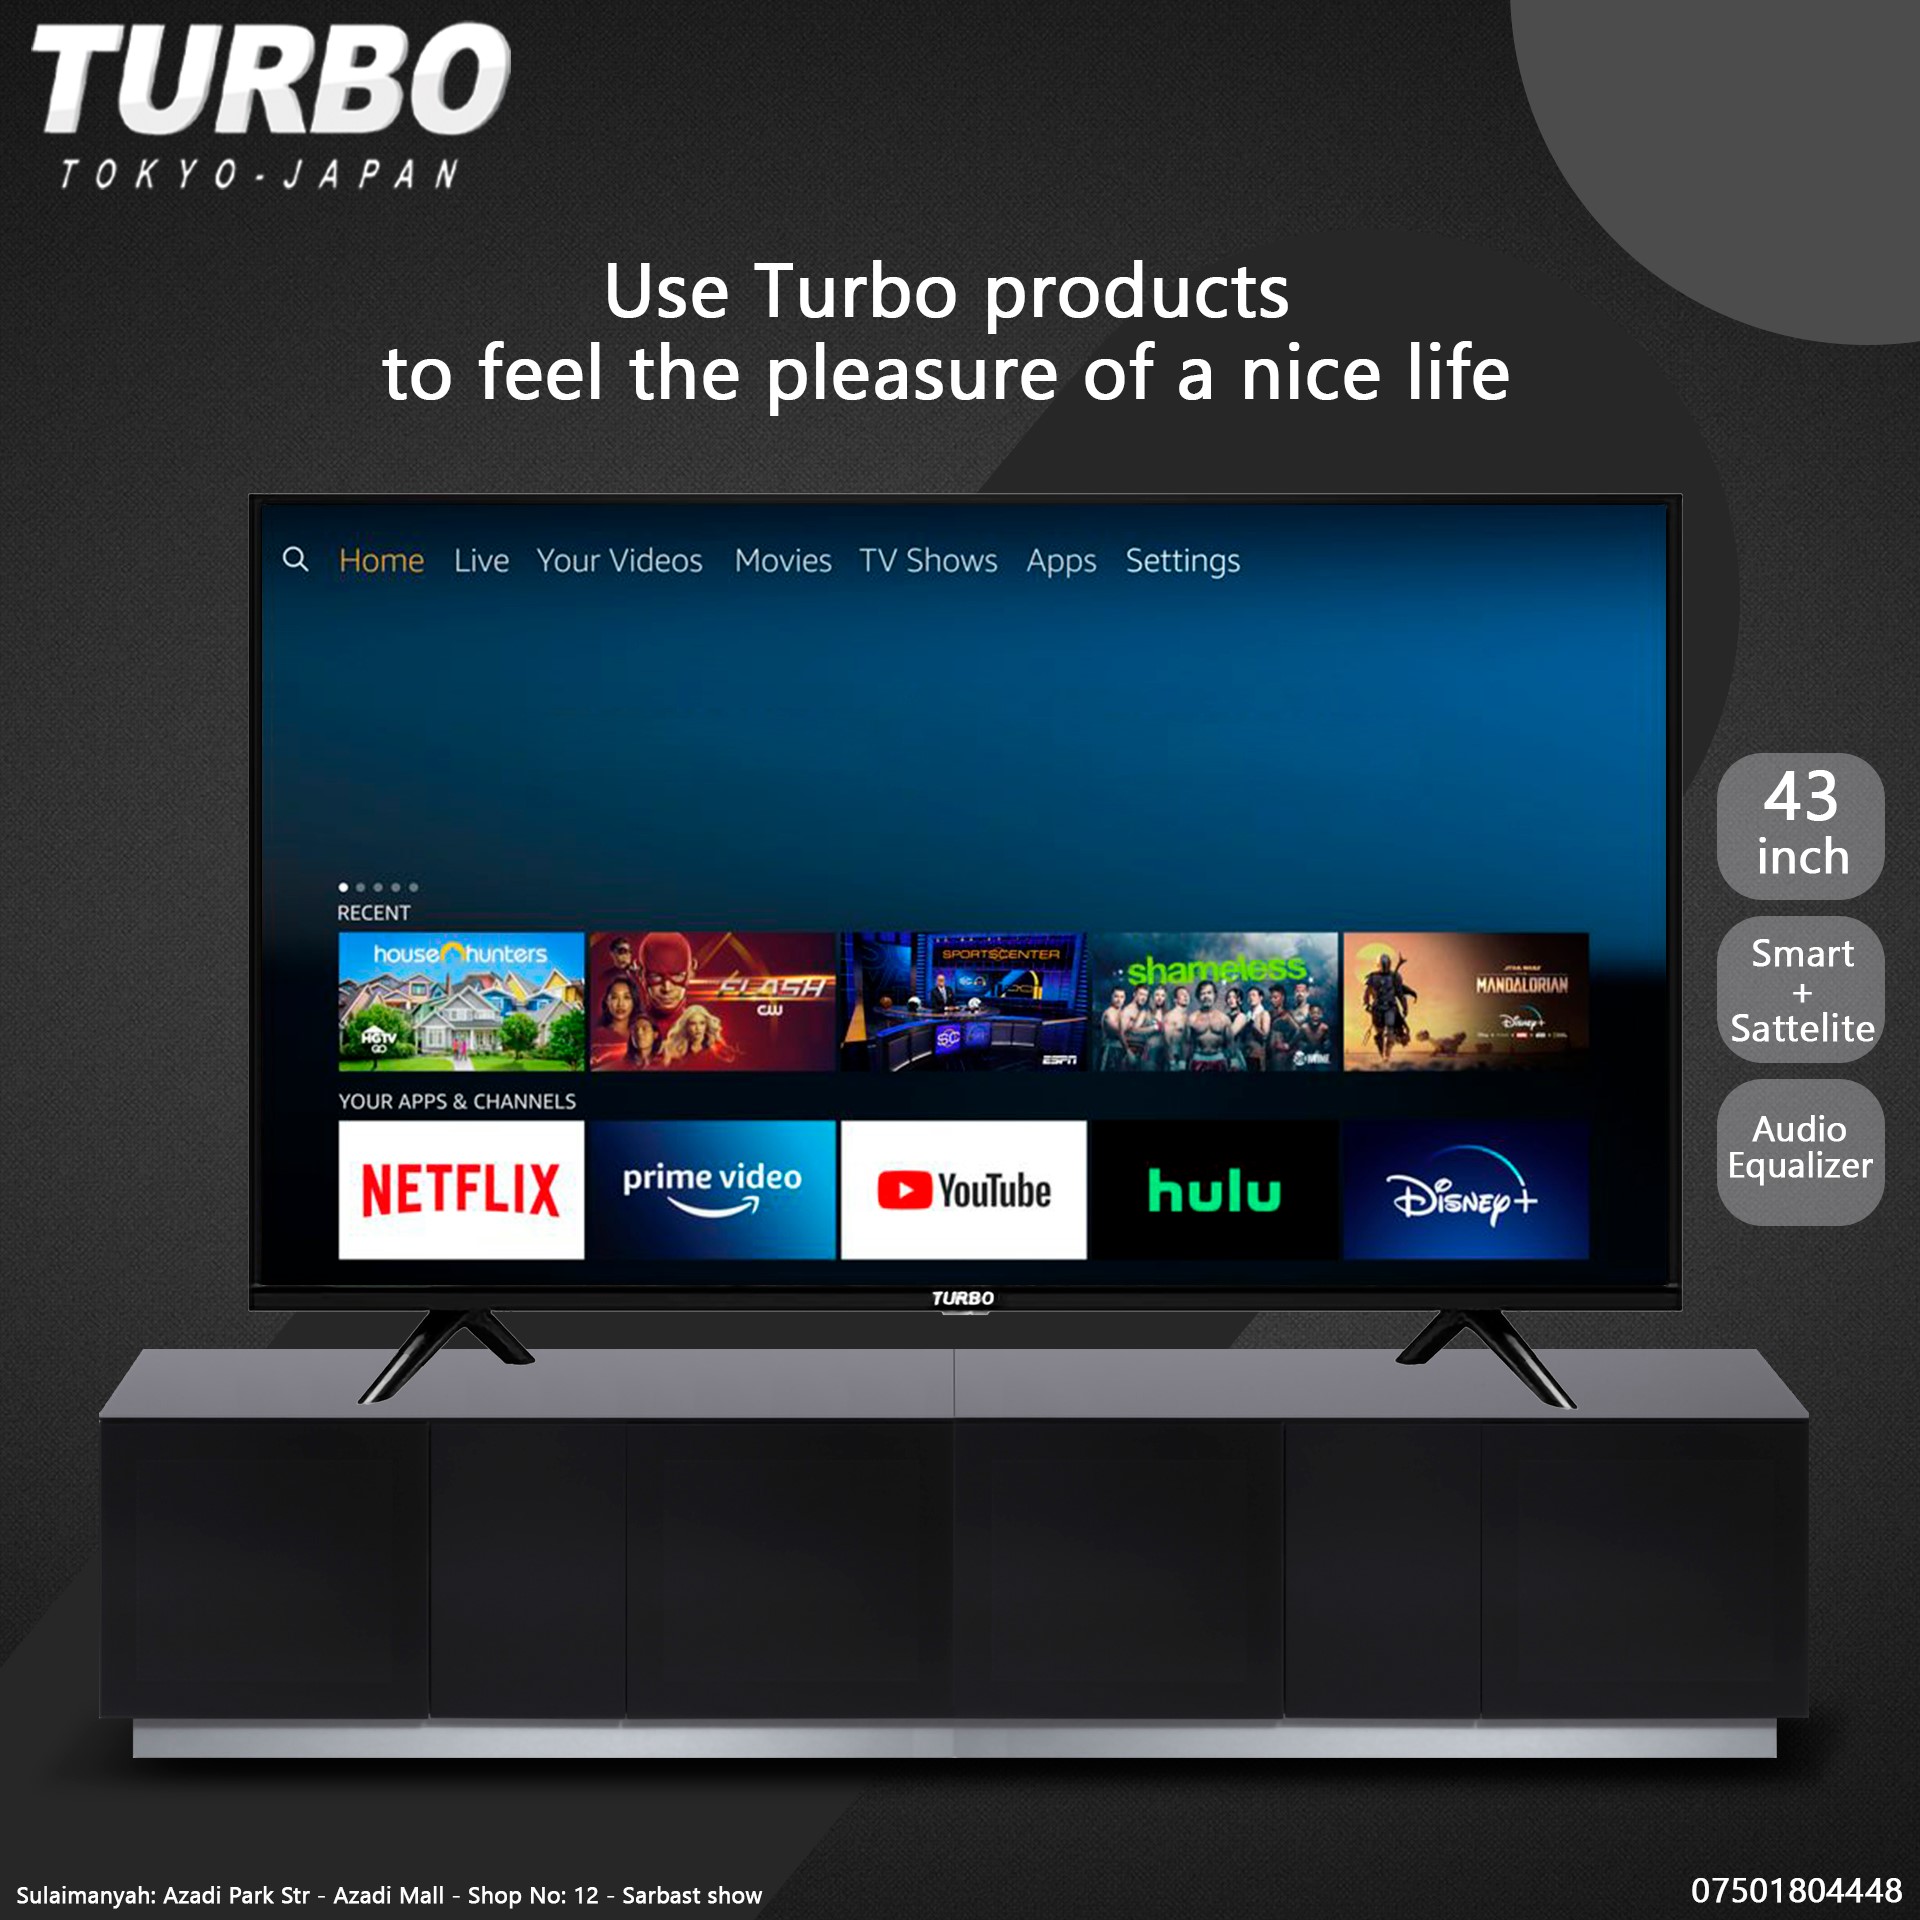 TURBO
TOKYO-JAPAN
Use Turbo products
to feel the pleasure of a nice life
Home Live Your Videos Movies TV Shows Apps Settings
RECENT
house hunters
HGTV
GO
FLASH
CW
SPORTSCENTER
SC
ESPN
shameless
SHOWTIME
STAR WARS
MANDALORIAN
Disney+
YOUR APPS & CHANNELS
NETFLIX
prime video
YouTube
hulu
Disney+
TURBO
43
inch
Smart
+
Sattelite
Audio
Equalizer
Sulaimanyah: Azadi Park Str - Azadi Mall - Shop No: 12 - Sarbast show
07501804448